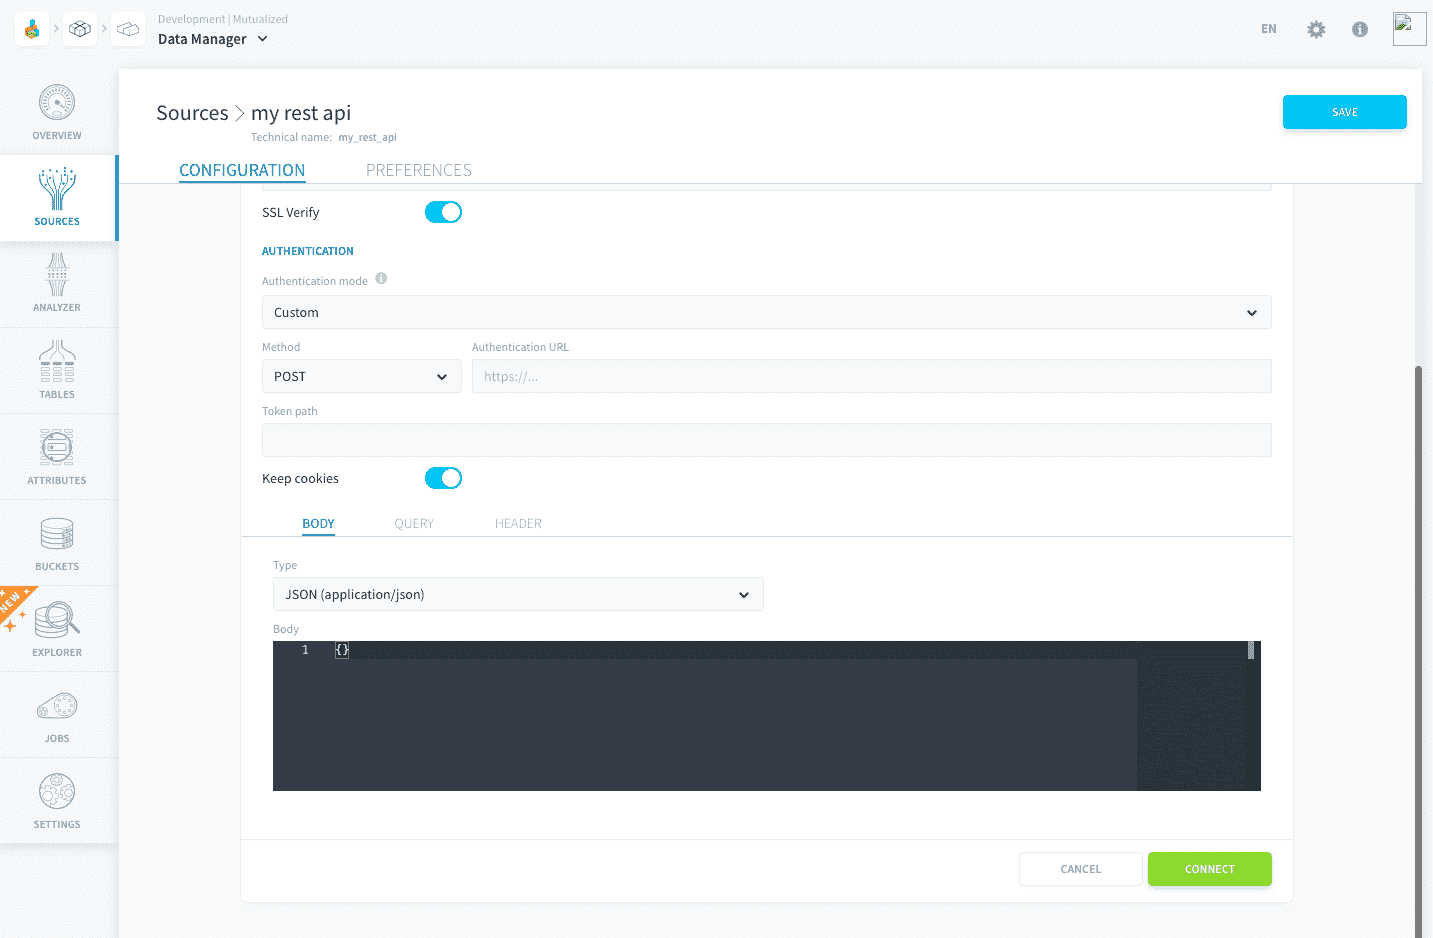 Development | Mutualized
Data Manager
EN
OVERVIEW
SOURCES
ANALYZER
TABLES
ATTRIBUTES
BUCKETS
NEW
EXPLORER
JOBS
SETTINGS
Sources > my rest api
Technical name: my_rest_api
SAVE
CONFIGURATION PREFERENCES
SSL Verify
AUTHENTICATION
Authentication mode
Custom
Method Authentication URL
POST https://...
Token path
Keep cookies
BODY QUERY HEADER
Type
JSON (application/json)
Body
1 {}
CANCEL CONNECT